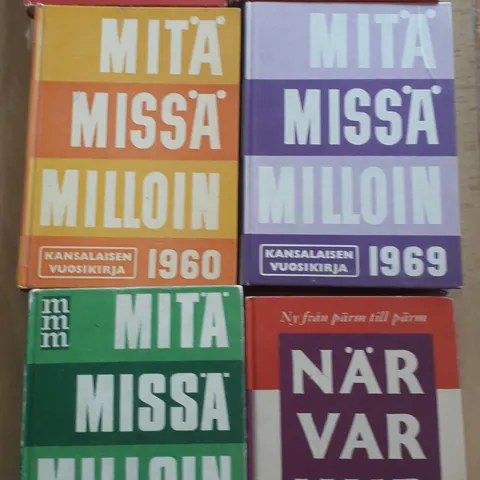 MITÄ
MISSÄ
MILLOIN
KANSALAISEN
VUOSIKIRJA
1960
MITÄ
MISSÄ
MILLOIN
KANSALAISEN
VUOSIKIRJA
1969
mmm
MITÄ
MISSÄ
MILLOIN
Ny från pärm till pärm
NÄR
VAR